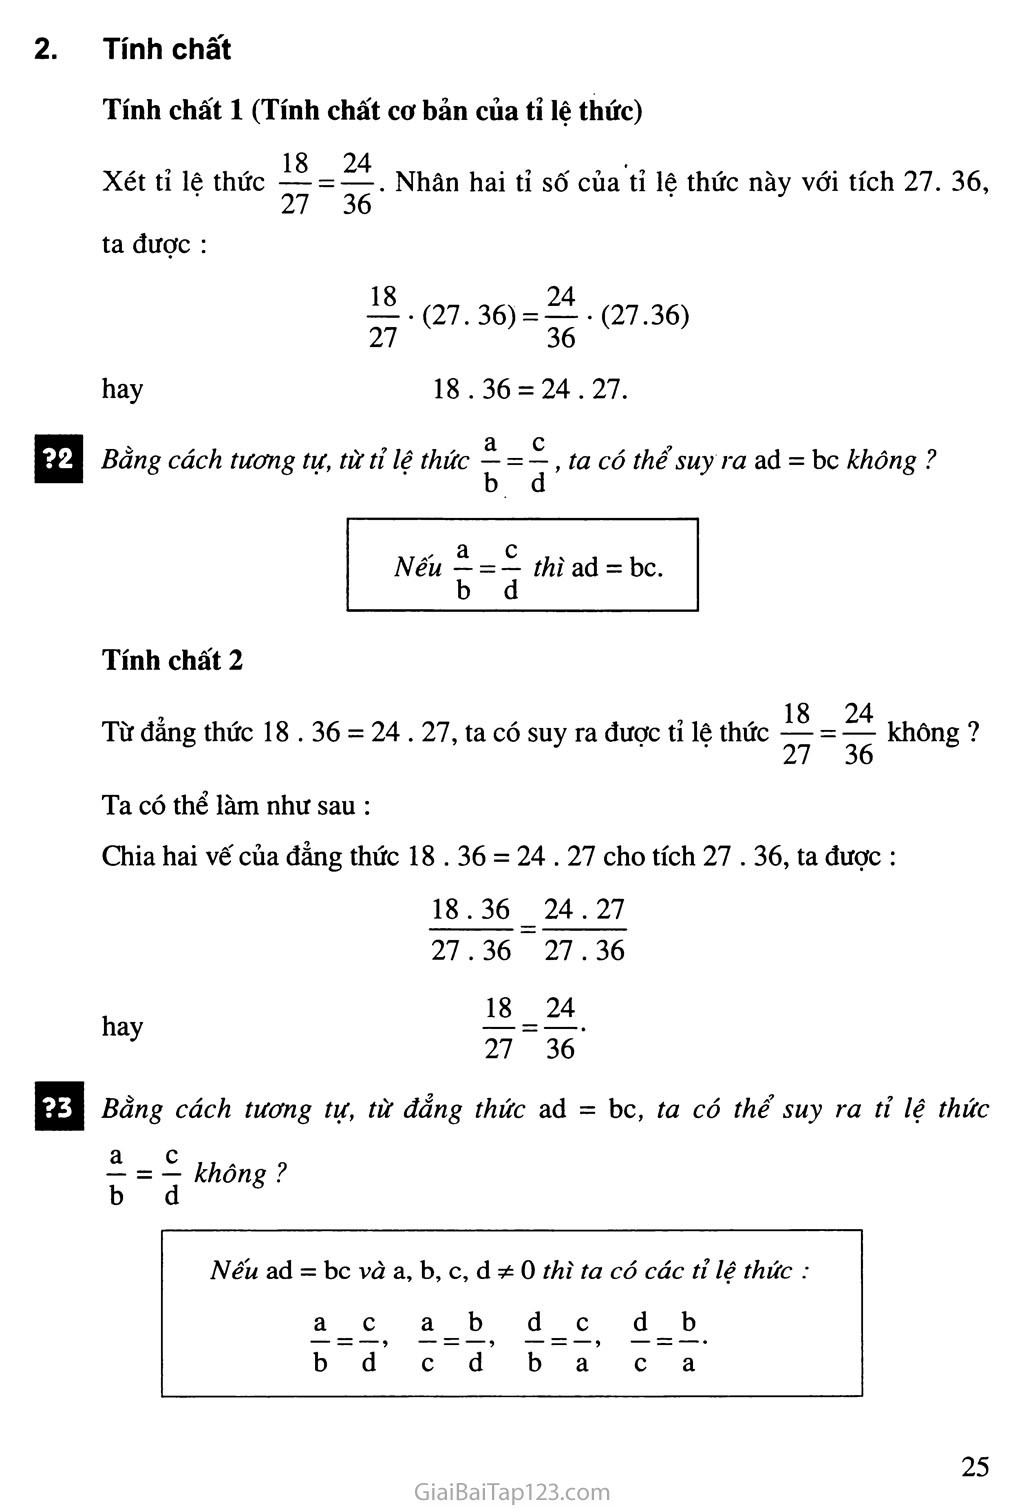 2. Tính chất
Tính chất 1 (Tính chất cơ bản của tỉ lệ thức)
Xét tỉ lệ thức 18/27 = 24/36. Nhân hai tỉ số của tỉ lệ thức này với tích 27. 36,
ta được :
18/27 · (27. 36) = 24/36 · (27.36)
hay 18 . 36 = 24 . 27.
?2 Bằng cách tương tự, từ tỉ lệ thức a/b = c/d, ta có thể suy ra ad = bc không ?
Nếu a/b = c/d thì ad = bc.
Tính chất 2
Từ đẳng thức 18 . 36 = 24 . 27, ta có suy ra được tỉ lệ thức 18/27 = 24/36 không ?
Ta có thể làm như sau :
Chia hai vế của đẳng thức 18 . 36 = 24 . 27 cho tích 27 . 36, ta được :
18 . 36/27 . 36 = 24 . 27/27 . 36
hay 18/27 = 24/36.
?3 Bằng cách tương tự, từ đẳng thức ad = bc, ta có thể suy ra tỉ lệ thức
a/b = c/d không ?
Nếu ad = bc và a, b, c, d ≠ 0 thì ta có các tỉ lệ thức :
a/b = c/d, a/c = b/d, d/b = c/a, d/c = b/a.
25
GiaiBaiTap123.com